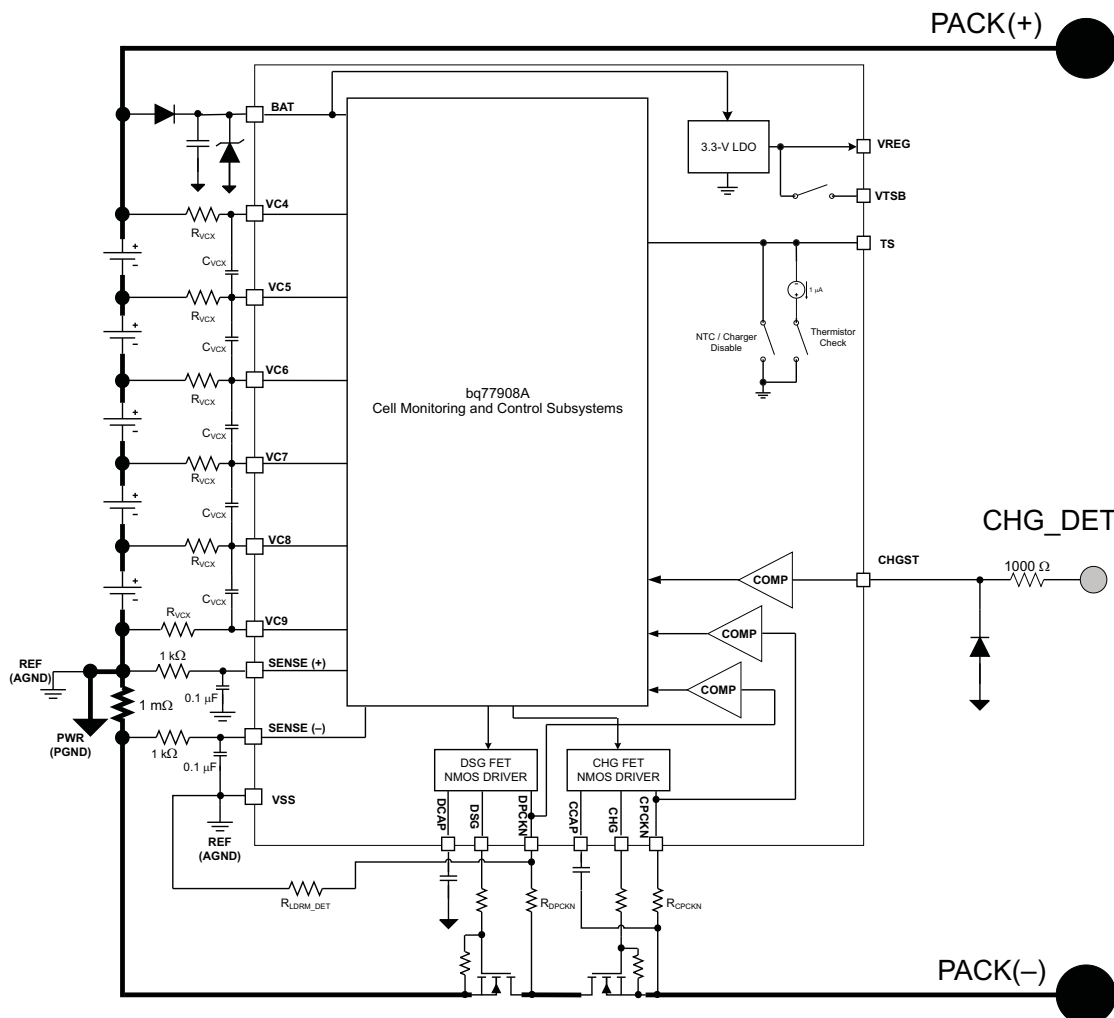 PACK(+)
BAT
3.3-V LDO
VREG
VTSB
VC4
RVCX
TS
+
-
CVCX
1 µA
VC5
RVCX
+
-
CVCX
NTC / Charger
Disable
Thermistor
Check
VC6
RVCX
bq77908A
Cell Monitoring and Control Subsystems
+
-
CVCX
VC7
RVCX
+
-
CVCX
CHG_DET
VC8
RVCX
CHGST
1000 Ω
COMP
+
-
CVCX
RVCX
VC9
COMP
REF
(AGND)
1 kΩ
SENSE (+)
COMP
0.1 µF
1 mΩ
PWR
(PGND)
1 kΩ
SENSE (–)
0.1 µF
DSG FET
NMOS DRIVER
CHG FET
NMOS DRIVER
VSS
DCAP
DSG
DPCKN
CCAP
CHG
CPCKN
REF
(AGND)
RLDRM_DET
RDPCKN
RCPCKN
PACK(–)